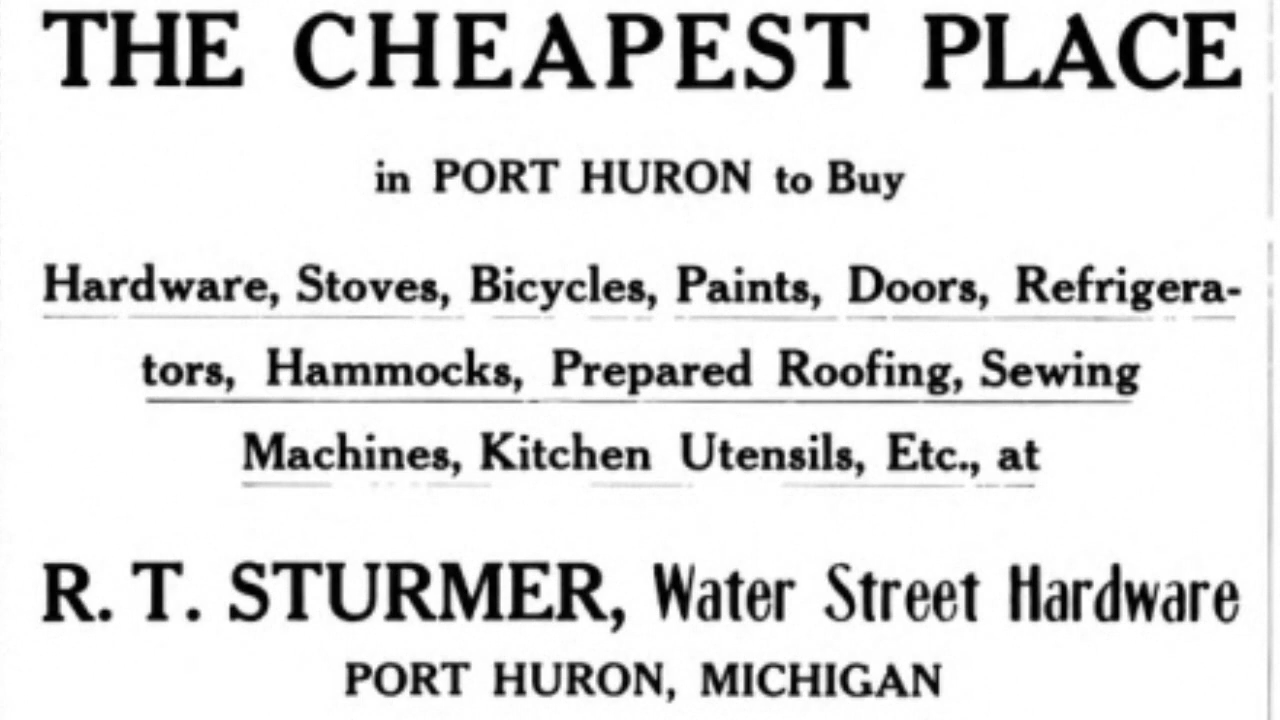 THE CHEAPEST PLACE
in PORT HURON to Buy
Hardware, Stoves, Bicycles, Paints, Doors, Refrigera-
tors, Hammocks, Prepared Roofing, Sewing
Machines, Kitchen Utensils, Etc., at
R. T. STURMER, Water Street Hardware
PORT HURON, MICHIGAN